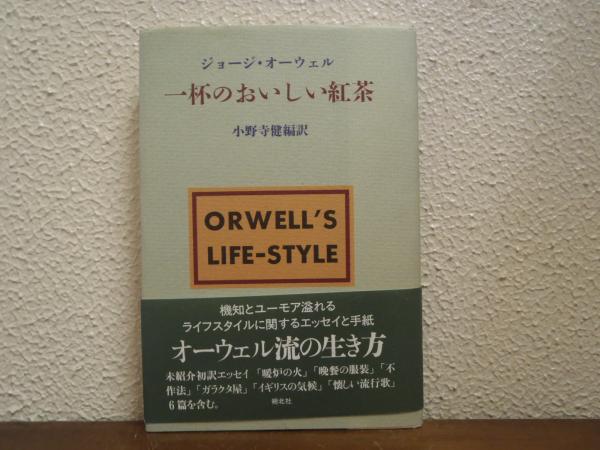 ジョージ・オーウェル
一杯のおいしい紅茶
小野寺健編訳
ORWELL'S
LIFE-STYLE
機知とユーモア溢れる
ライフスタイルに関するエッセイと手紙
オーウェル流の生き方
未紹介初訳エッセイ「暖炉の火」「晩餐の服装」「不
作法」「ガラクタ屋」「イギリスの気候」「懐しい流行歌」
6篇を含む。
朔北社